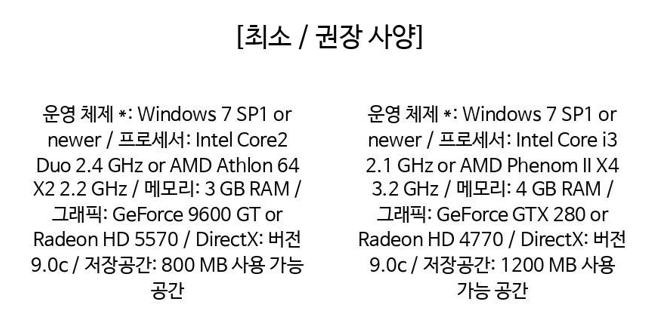 [최소 / 권장 사양]
운영 체제 *: Windows 7 SP1 or
newer / 프로세서: Intel Core2
Duo 2.4 GHz or AMD Athlon 64
X2 2.2 GHz / 메모리: 3 GB RAM /
그래픽: GeForce 9600 GT or
Radeon HD 5570 / DirectX: 버전
9.0c / 저장공간: 800 MB 사용 가능
공간
운영 체제 *: Windows 7 SP1 or
newer / 프로세서: Intel Core i3
2.1 GHz or AMD Phenom II X4
3.2 GHz / 메모리: 4 GB RAM /
그래픽: GeForce GTX 280 or
Radeon HD 4770 / DirectX: 버전
9.0c / 저장공간: 1200 MB 사용
가능 공간